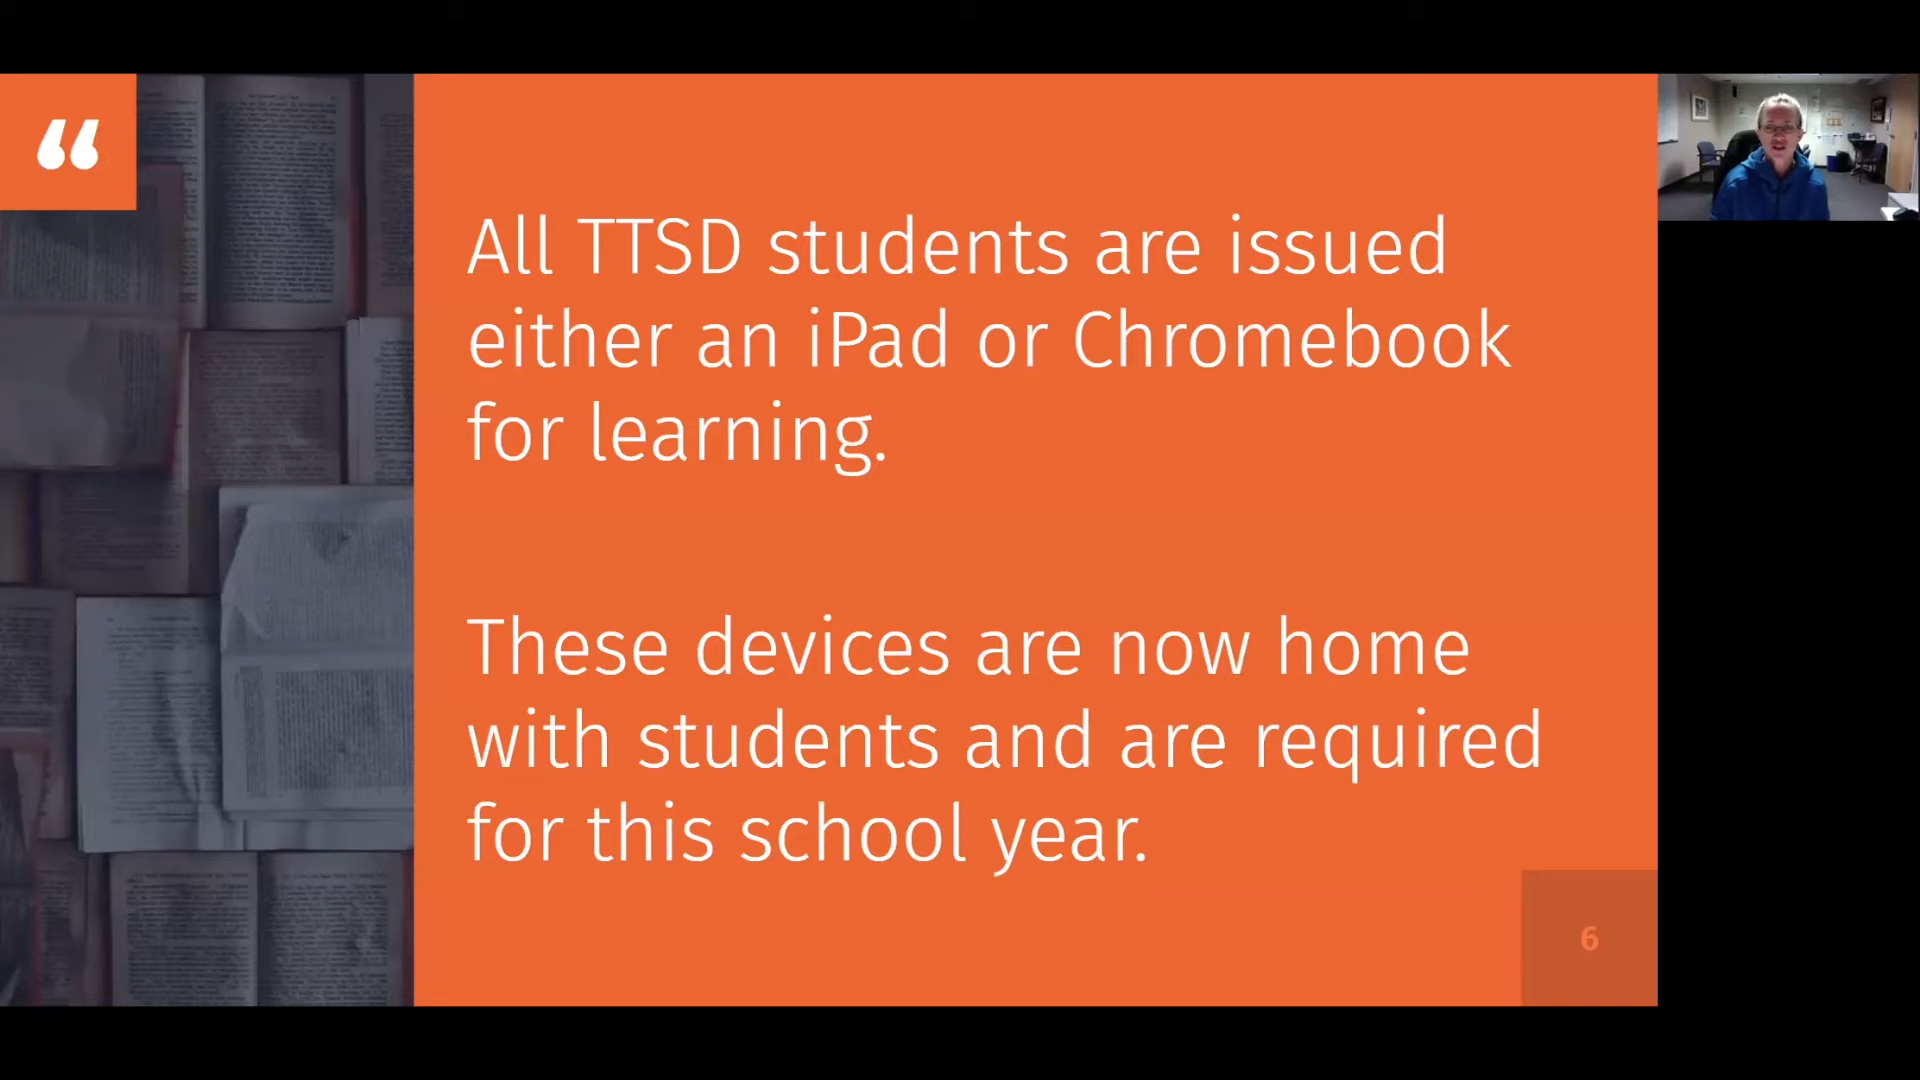 “
All TTSD students are issued
either an iPad or Chromebook
for learning.
These devices are now home
with students and are required
for this school year.
6